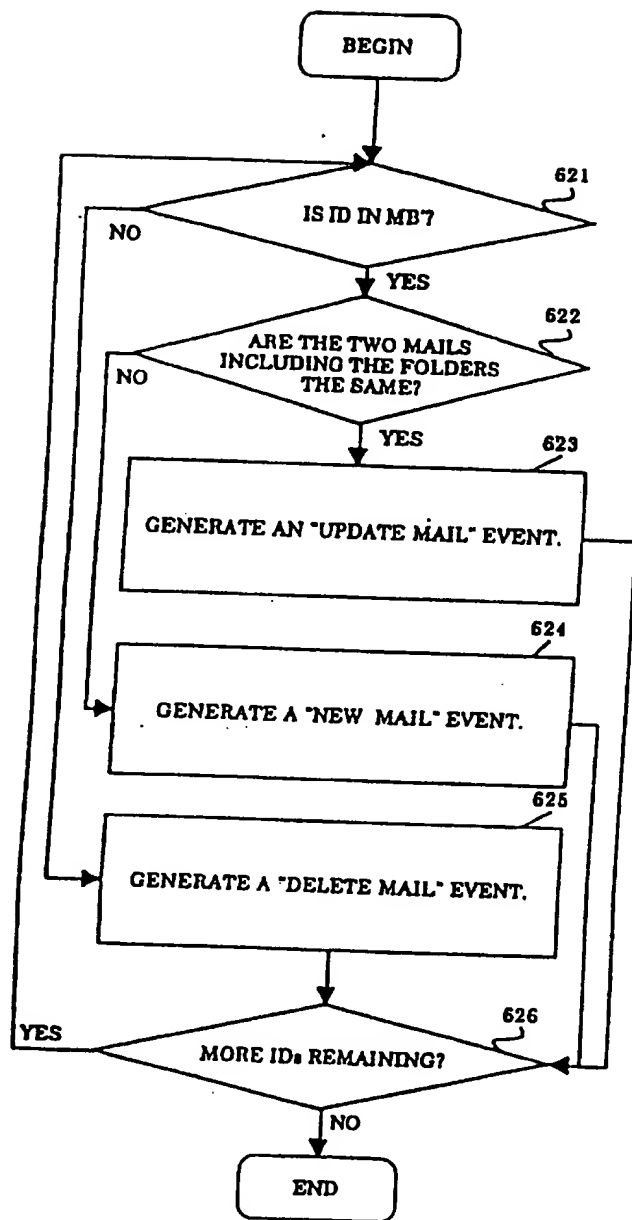 BEGIN
621
IS ID IN MB'?
NO
YES
622
ARE THE TWO MAILS
INCLUDING THE FOLDERS
THE SAME?
NO
YES
623
GENERATE AN "UPDATE MAIL" EVENT.
624
GENERATE A "NEW MAIL" EVENT.
625
GENERATE A "DELETE MAIL" EVENT.
626
YES
MORE IDs REMAINING?
NO
END